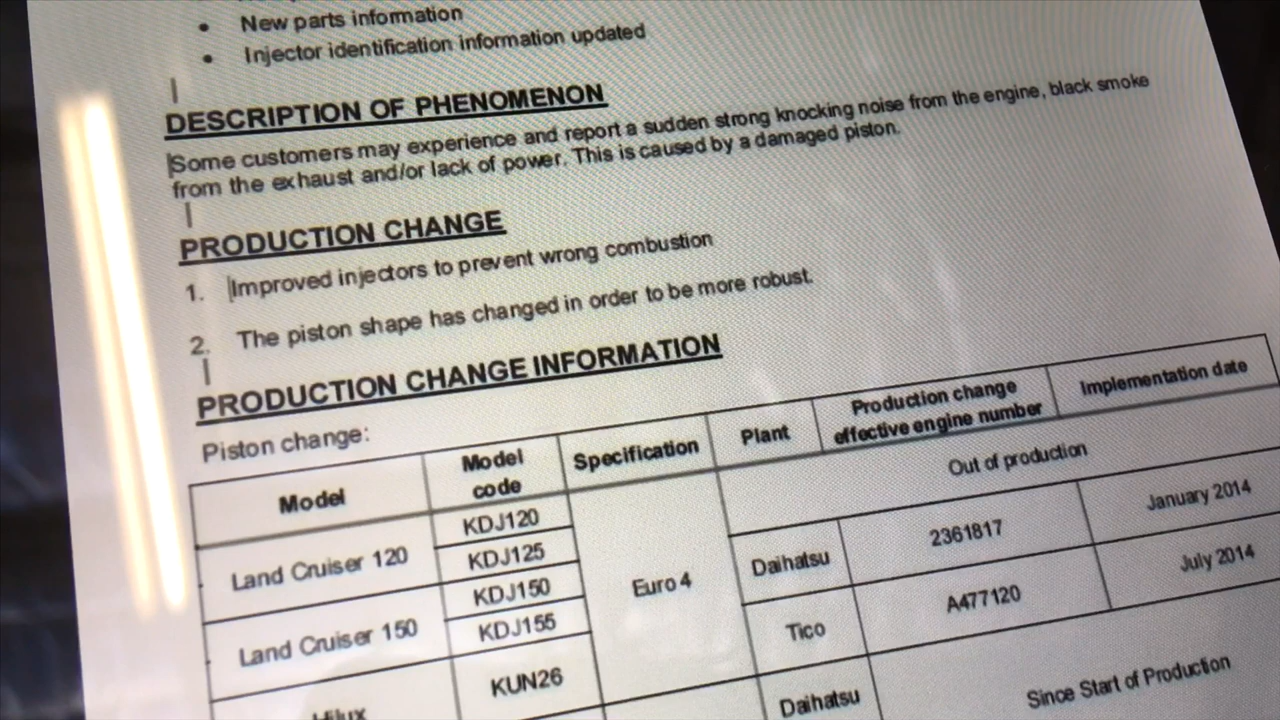 New parts information
Injector identification information updated
DESCRIPTION OF PHENOMENON
Some customers may experience and report a sudden strong knocking noise from the engine, black smoke
from the exhaust and/or lack of power. This is caused by a damaged piston.
PRODUCTION CHANGE
1. Improved injectors to prevent wrong combustion
2. The piston shape has changed in order to be more robust.
PRODUCTION CHANGE INFORMATION
Piston change:
Model
Model
code
Specification
Plant
Production change
effective engine number
Implementation date
Land Cruiser 120
KDJ120
KDJ125
Euro 4
Out of production
Land Cruiser 150
KDJ150
KDJ155
Daihatsu
2361817
January 2014
Tico
A477120
July 2014
Hilux
KUN26
Daihatsu
Since Start of Production